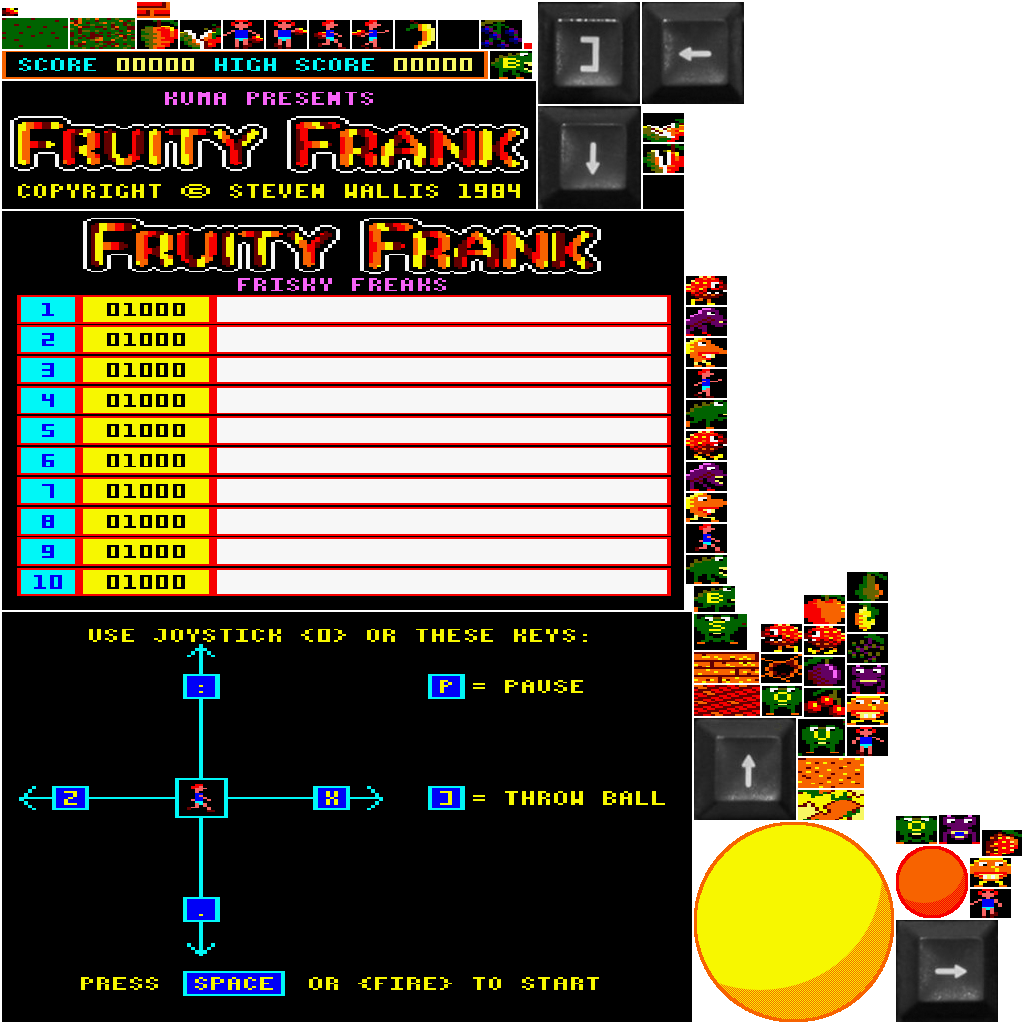 SCORE 00000 HIGH SCORE 00000
]
KUMA PRESENTS
FRUITY FRANK
COPYRIGHT © STEVEN WALLIS 1984
FRUITY FRANK
FRISKY FREAKS
1 01000
2 01000
3 01000
4 01000
5 01000
6 01000
7 01000
8 01000
9 01000
10 01000
USE JOYSTICK {0} OR THESE KEYS:
: P = PAUSE
Z X ] = THROW BALL
.
PRESS SPACE OR {FIRE} TO START